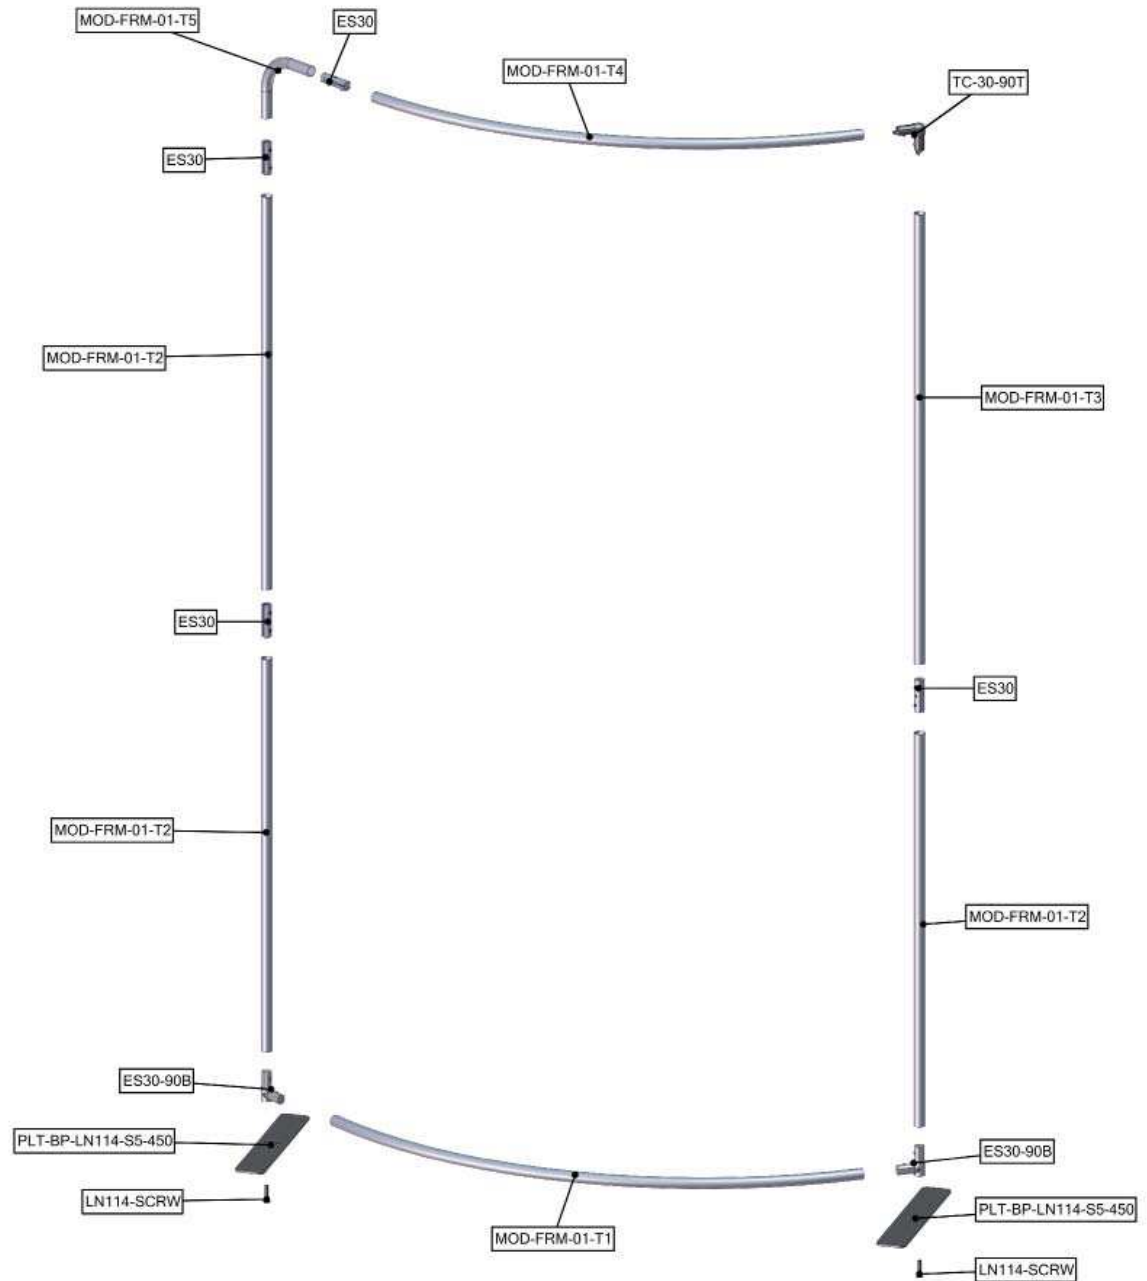 MOD-FRM-01-T5
ES30
MOD-FRM-01-T4
TC-30-90T
ES30
MOD-FRM-01-T2
MOD-FRM-01-T3
ES30
ES30
MOD-FRM-01-T2
MOD-FRM-01-T2
ES30-90B
PLT-BP-LN114-S5-450
ES30-90B
LN114-SCRW
PLT-BP-LN114-S5-450
MOD-FRM-01-T1
LN114-SCRW